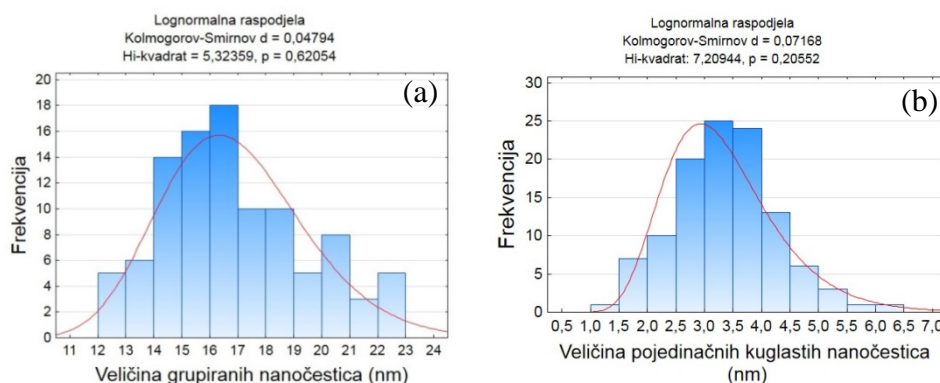 Lognormalna raspodjela
Kolmogorov-Smirnov d = 0,04794
Hi-kvadrat = 5,32359, p = 0,62054
(a)
Frekvencija
20
18
16
14
12
10
8
6
4
2
0
11 12 13 14 15 16 17 18 19 20 21 22 23 24
Veličina grupiranih nanočestica (nm)
Lognormalna raspodjela
Kolmogorov-Smirnov d = 0,07168
Hi-kvadrat: 7,20944, p = 0,20552
(b)
Frekvencija
30
25
20
15
10
5
0
0,5 1,0 1,5 2,0 2,5 3,0 3,5 4,0 4,5 5,0 5,5 6,0 6,5 7,0
Veličina pojedinačnih kuglastih nanočestica
(nm)